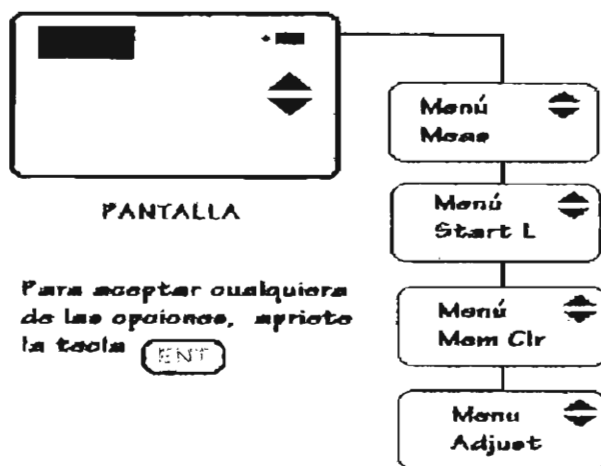 Menú
Meas
Menú
Start L
PANTALLA
Para aceptar cualquiera
de las opciones, apriete
la tecla ENT
Menú
Mem Clr
Menu
Adjust